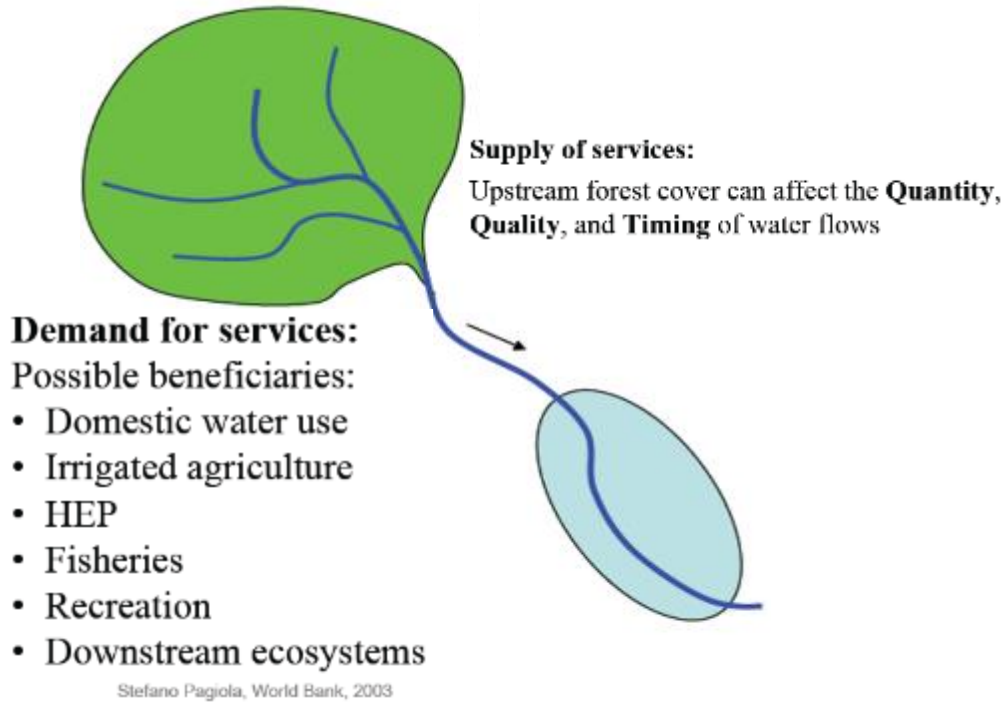 Supply of services:
Upstream forest cover can affect the Quantity,
Quality, and Timing of water flows
Demand for services:
Possible beneficiaries:
• Domestic water use
• Irrigated agriculture
• HEP
• Fisheries
• Recreation
• Downstream ecosystems
Stefano Pagiola, World Bank, 2003